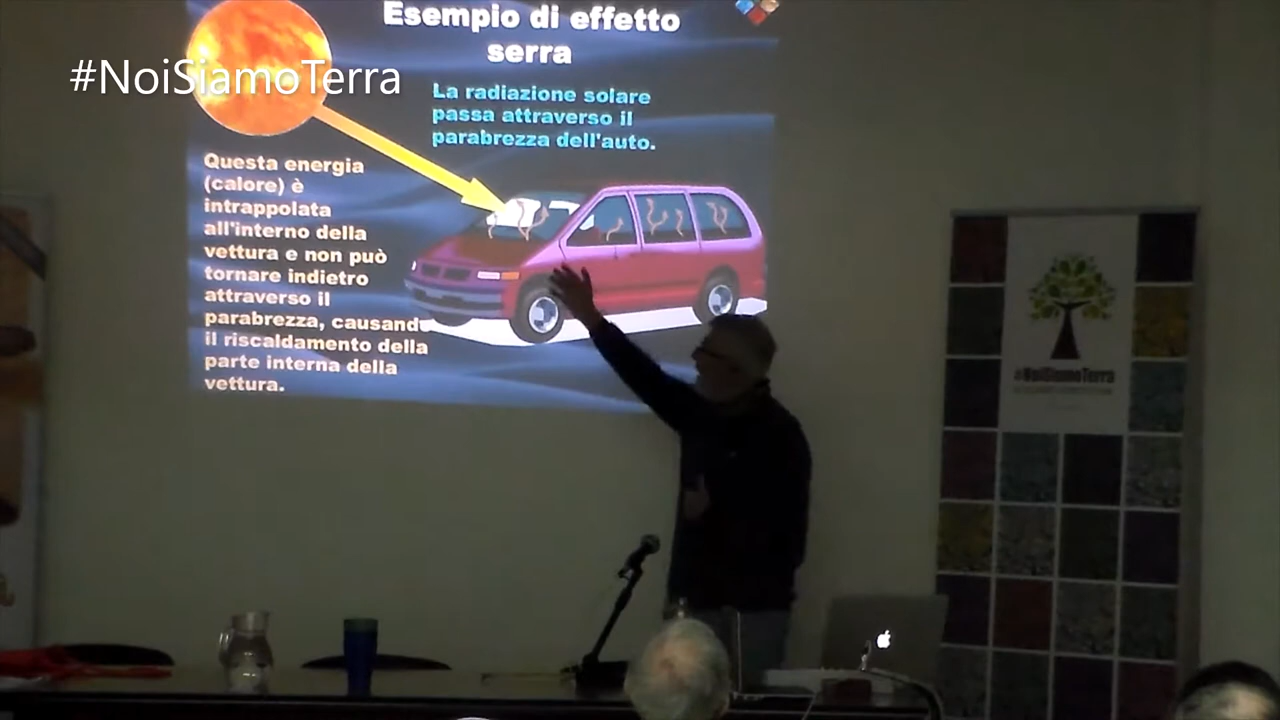 Esempio di effetto
serra
#NoiSiamoTerra
La radiazione solare
passa attraverso il
parabrezza dell'auto.
Questa energia
(calore) è
intrappolata
all'interno della
vettura e non può
tornare indietro
attraverso il
parabrezza, causando
il riscaldamento della
parte interna della
vettura.
#NoiSiamoTerra